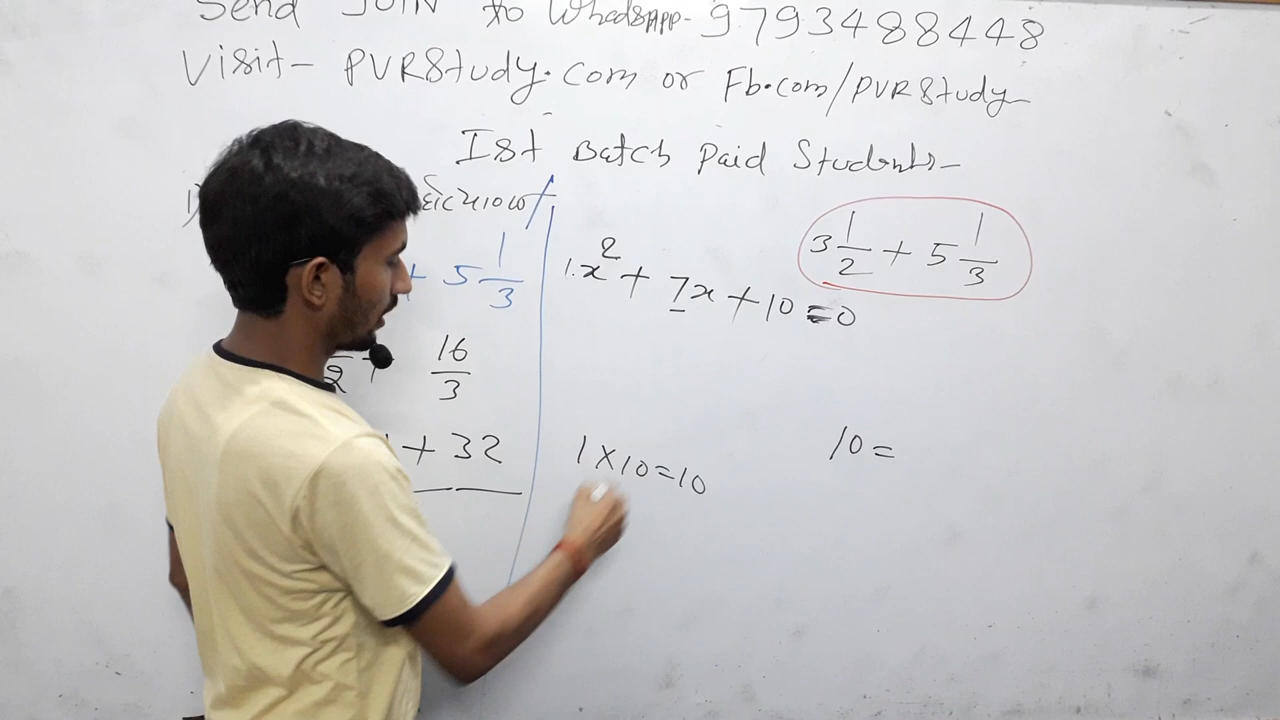 Send JOIN to WhatsAPP- 9793488448
Visit- PVRStudy.com or Fb.com/PVRStudy
Ist Batch Paid Students-
1)
+ 5 1/3
1.x² + 7x + 10 = 0
3 1/2 + 5 1/3
2 + 16/3
+ 32
1 x 10 = 10
10 =